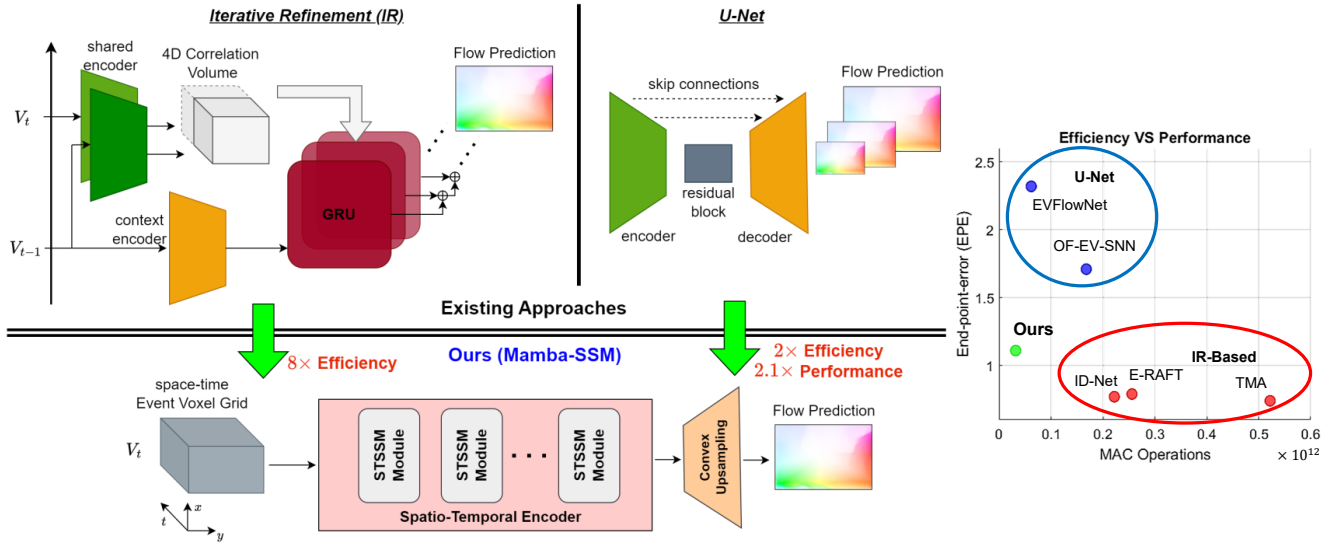 Iterative Refinement (IR)
shared
encoder
4D Correlation
Volume
Flow Prediction
V_t
GRU
context
encoder
V_{t-1}
U-Net
skip connections
Flow Prediction
residual
block
encoder
decoder
Existing Approaches
Ours (Mamba-SSM)
8× Efficiency
2× Efficiency
2.1× Performance
space-time
Event Voxel Grid
V_t
t
x
y
STSSM
Module
STSSM
Module
STSSM
Module
Spatio-Temporal Encoder
Convex
Upsampling
Flow Prediction
Efficiency VS Performance
End-point-error (EPE)
2.5
2
1.5
1
U-Net
EVFlowNet
OF-EV-SNN
Ours
IR-Based
ID-Net
E-RAFT
TMA
0
0.1
0.2
0.3
0.4
0.5
0.6
MAC Operations
× 10^12